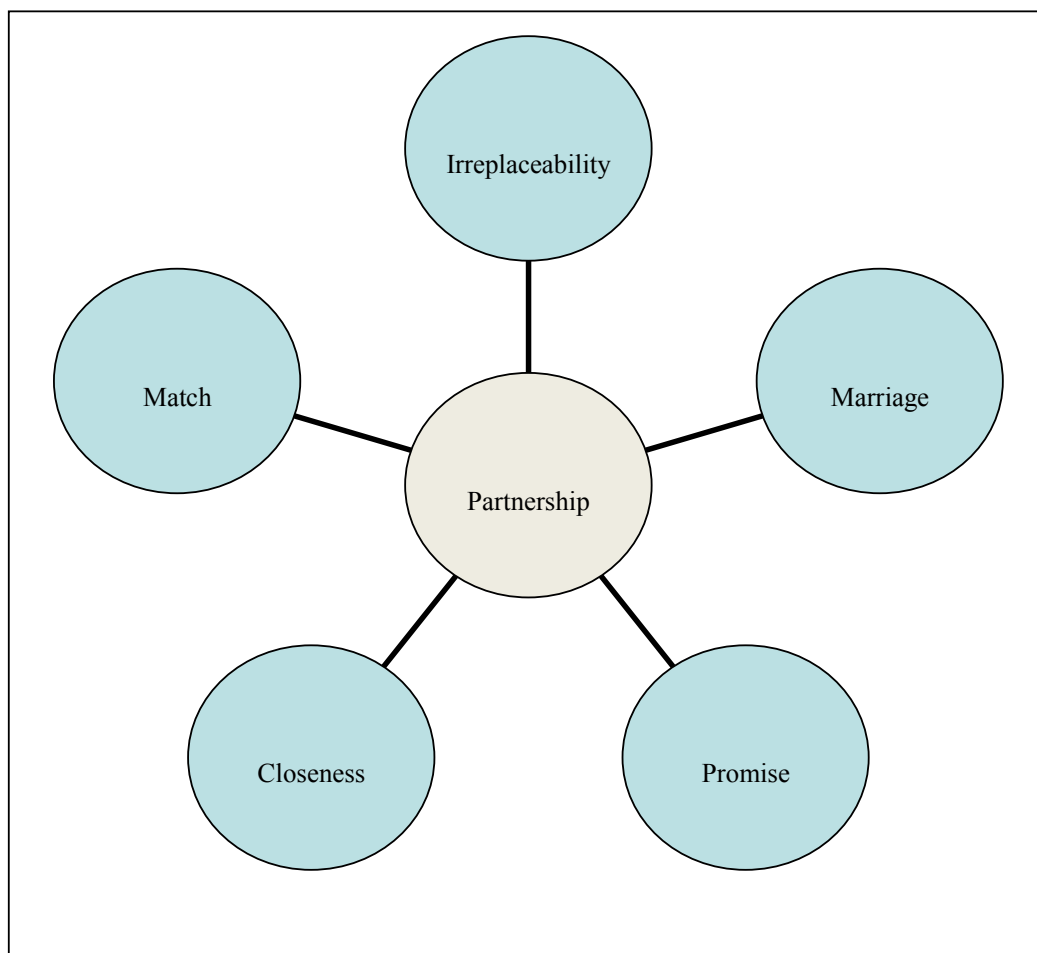 Irreplaceability
Match
Marriage
Partnership
Closeness
Promise